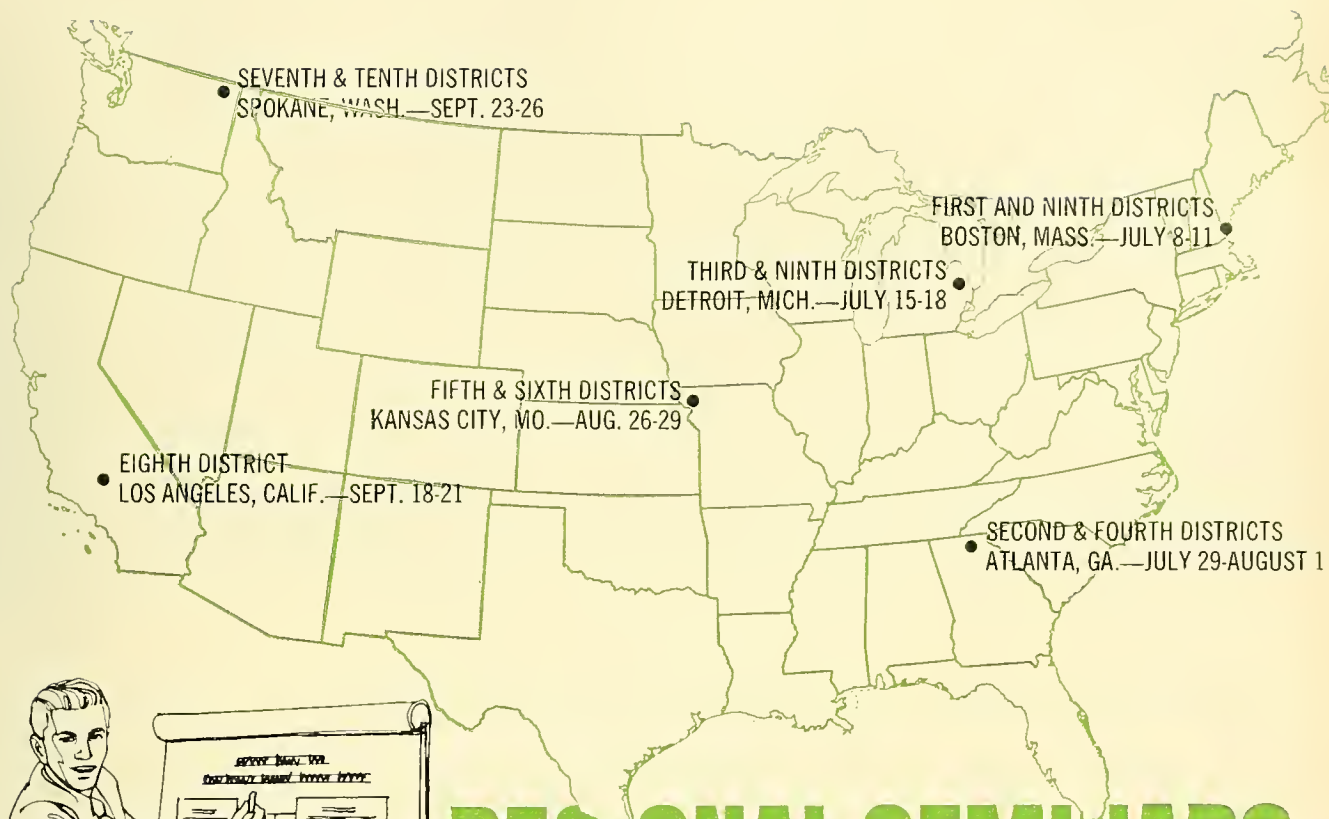 SEVENTH & TENTH DISTRICTS
SPOKANE, WASH.—SEPT. 23-26
FIRST AND NINTH DISTRICTS
BOSTON, MASS.—JULY 8-11
THIRD & NINTH DISTRICTS
DETROIT, MICH.—JULY 15-18
FIFTH & SIXTH DISTRICTS
KANSAS CITY, MO.—AUG. 26-29
EIGHTH DISTRICT
LOS ANGELES, CALIF.—SEPT. 18-21
SECOND & FOURTH DISTRICTS
ATLANTA, GA.—JULY 29-AUGUST 1